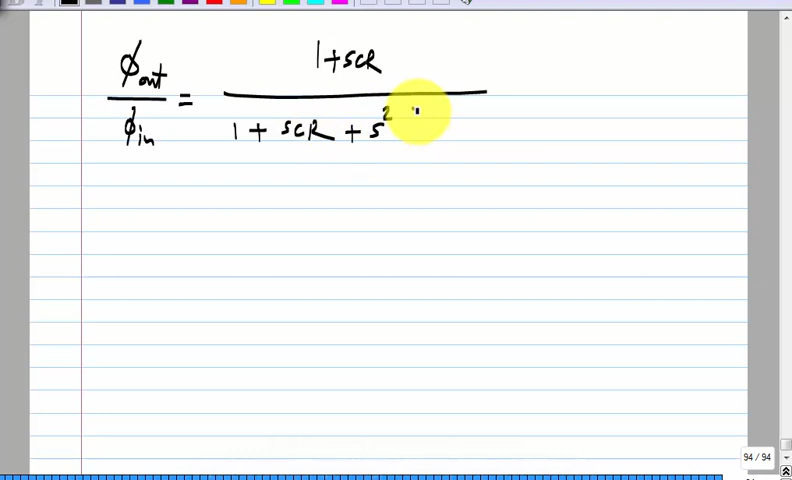 ϕout / ϕin = (1+SCR) / (1 + SCR + S²
94 / 94